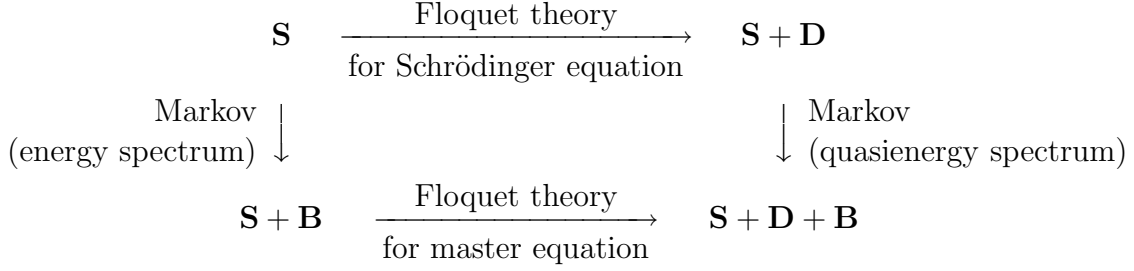 S Floquet theory S + D
for Schrödinger equation
Markov Markov
(energy spectrum) (quasienergy spectrum)
S + B Floquet theory S + D + B
for master equation